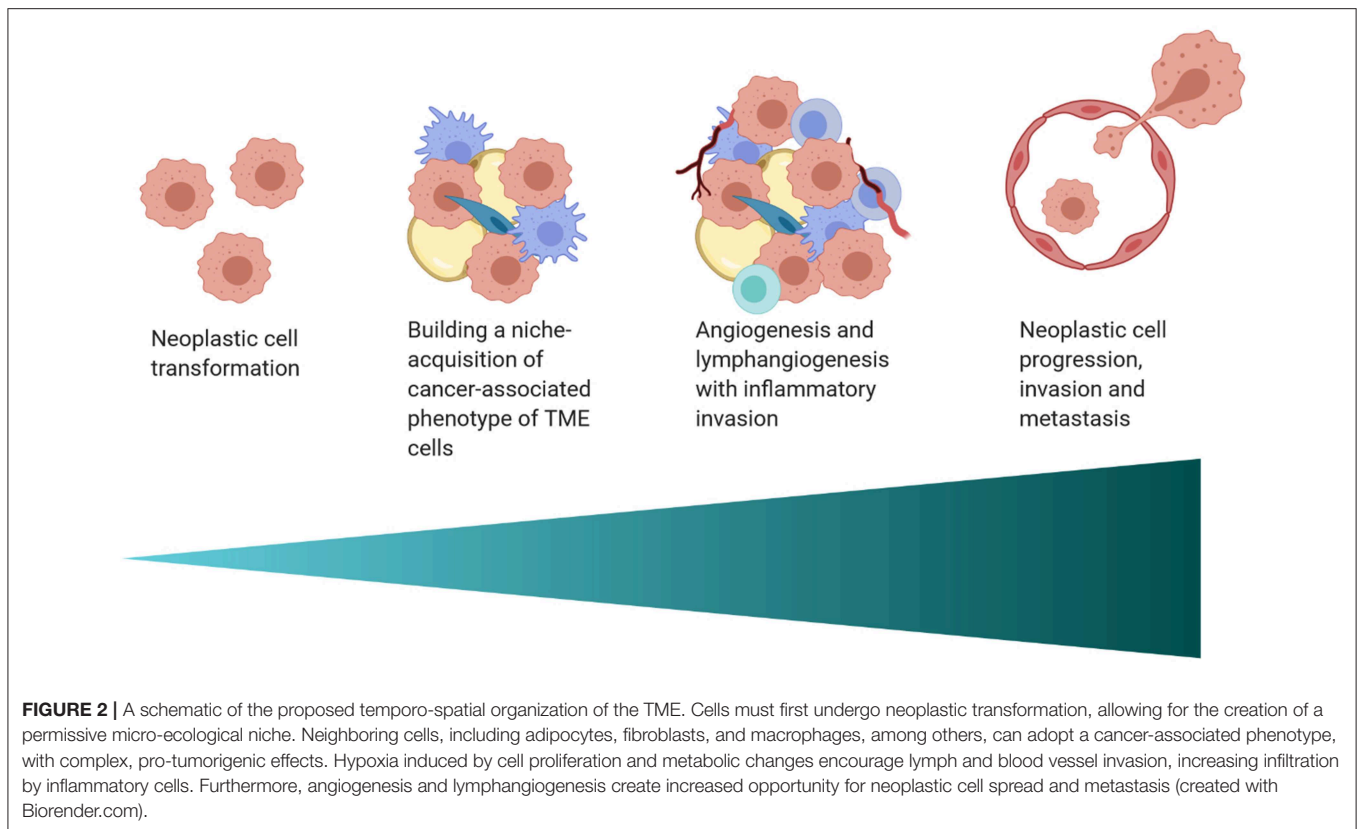 Neoplastic cell
transformation
Building a niche-
acquisition of
cancer-associated
phenotype of TME
cells
Angiogenesis and
lymphangiogenesis
with inflammatory
invasion
Neoplastic cell
progression,
invasion and
metastasis
FIGURE 2 | A schematic of the proposed temporo-spatial organization of the TME. Cells must first undergo neoplastic transformation, allowing for the creation of a
permissive micro-ecological niche. Neighboring cells, including adipocytes, fibroblasts, and macrophages, among others, can adopt a cancer-associated phenotype,
with complex, pro-tumorigenic effects. Hypoxia induced by cell proliferation and metabolic changes encourage lymph and blood vessel invasion, increasing infiltration
by inflammatory cells. Furthermore, angiogenesis and lymphangiogenesis create increased opportunity for neoplastic cell spread and metastasis (created with
Biorender.com).